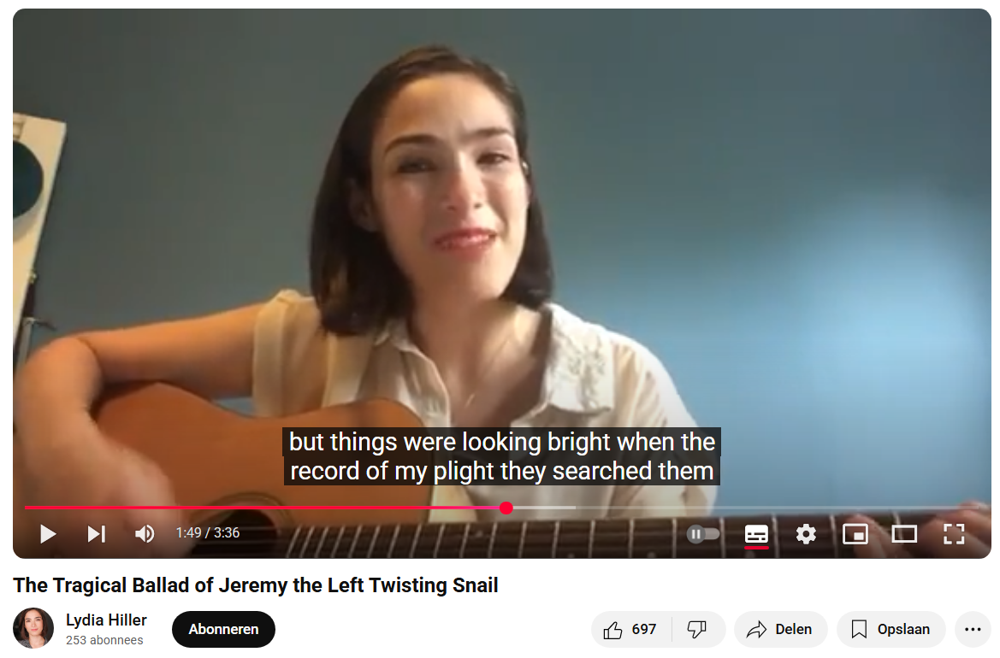 but things were looking bright when the
record of my plight they searched them
1:49 / 3:36
The Tragical Ballad of Jeremy the Left Twisting Snail
Lydia Hiller
253 abonnees
Abonneren
697
Delen
Opslaan